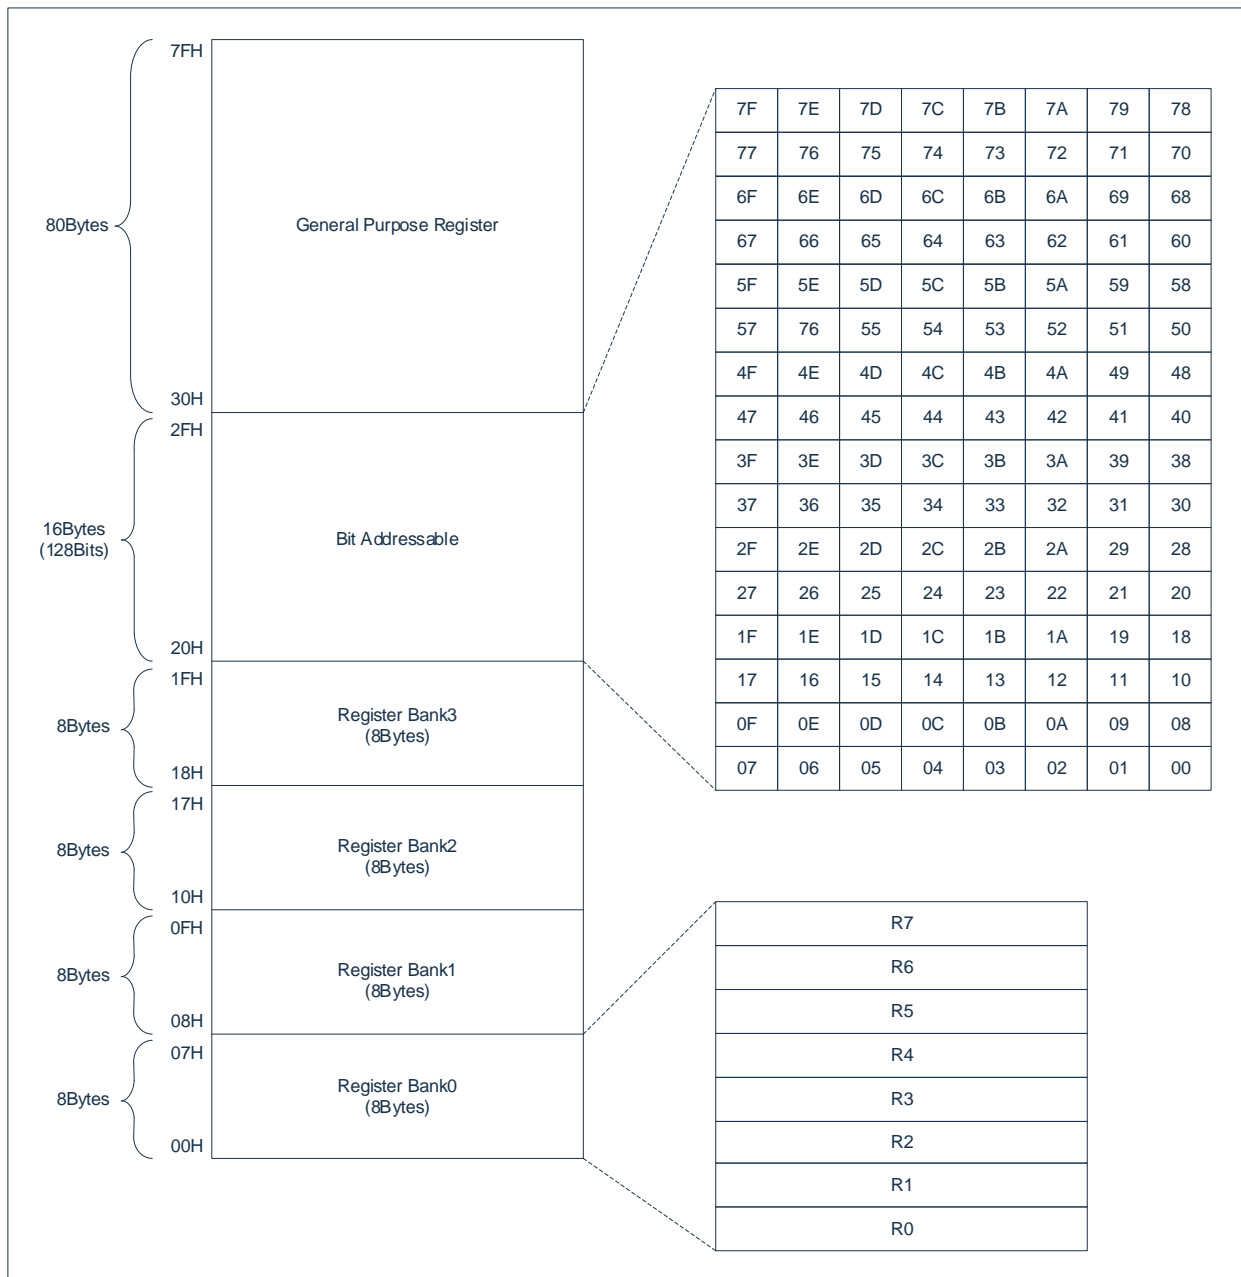 7FH
80Bytes
General Purpose Register
30H
2FH
16Bytes
(128Bits)
Bit Addressable
20H
1FH
8Bytes
Register Bank3
(8Bytes)
18H
17H
8Bytes
Register Bank2
(8Bytes)
10H
0FH
8Bytes
Register Bank1
(8Bytes)
08H
07H
8Bytes
Register Bank0
(8Bytes)
00H
7F 7E 7D 7C 7B 7A 79 78
77 76 75 74 73 72 71 70
6F 6E 6D 6C 6B 6A 69 68
67 66 65 64 63 62 61 60
5F 5E 5D 5C 5B 5A 59 58
57 76 55 54 53 52 51 50
4F 4E 4D 4C 4B 4A 49 48
47 46 45 44 43 42 41 40
3F 3E 3D 3C 3B 3A 39 38
37 36 35 34 33 32 31 30
2F 2E 2D 2C 2B 2A 29 28
27 26 25 24 23 22 21 20
1F 1E 1D 1C 1B 1A 19 18
17 16 15 14 13 12 11 10
0F 0E 0D 0C 0B 0A 09 08
07 06 05 04 03 02 01 00
R7
R6
R5
R4
R3
R2
R1
R0